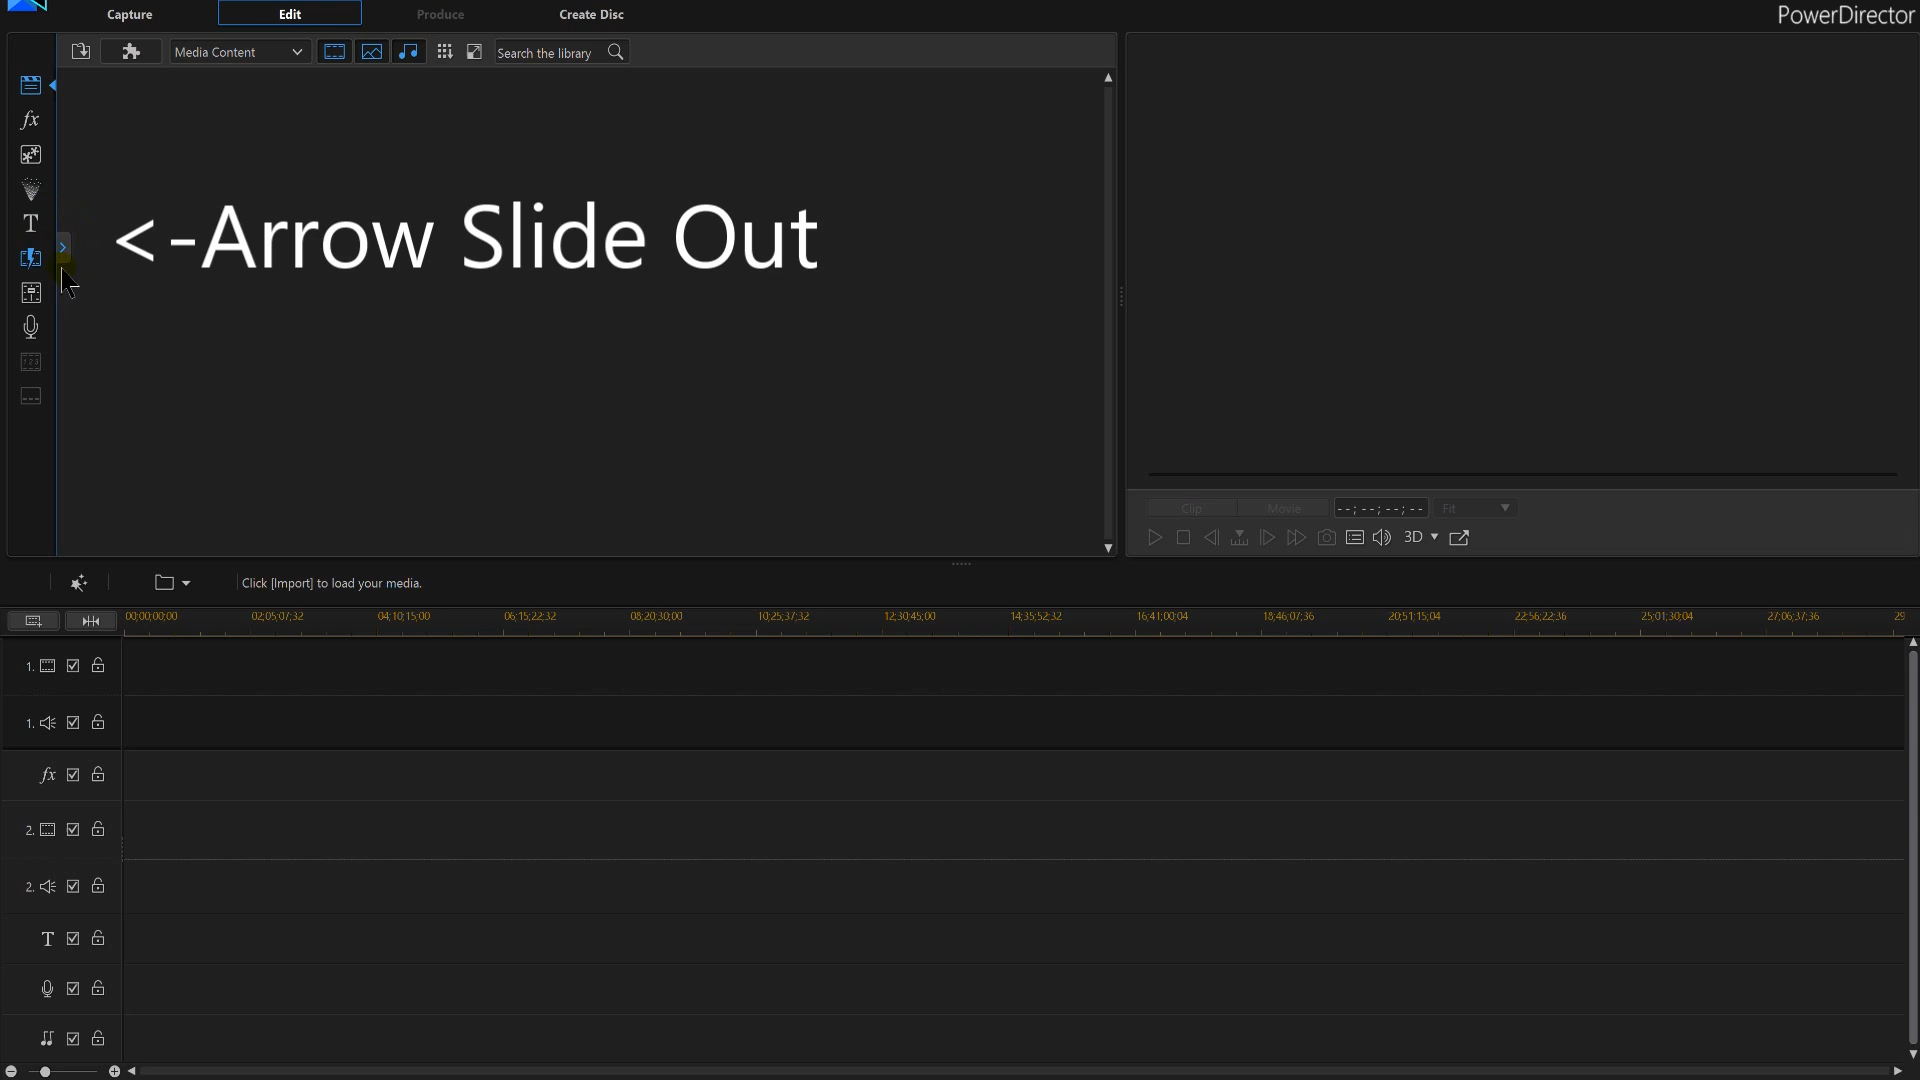 Capture Edit Produce Create Disc PowerDirector
Media Content Search the library
fx
T
<-Arrow Slide Out
Clip Movie --;--;--;-- Fit
3D
Click [Import] to load your media.
00;00;00;00 02;05;07;32 04;10;15;00 06;15;22;32 08;20;30;00 10;25;37;32 12;30;45;00 14;35;52;32 16;41;00;04 18;46;07;36 20;51;15;04 22;56;22;36 25;01;30;04 27;06;37;36 29
1.
1.
fx
2.
2.
T